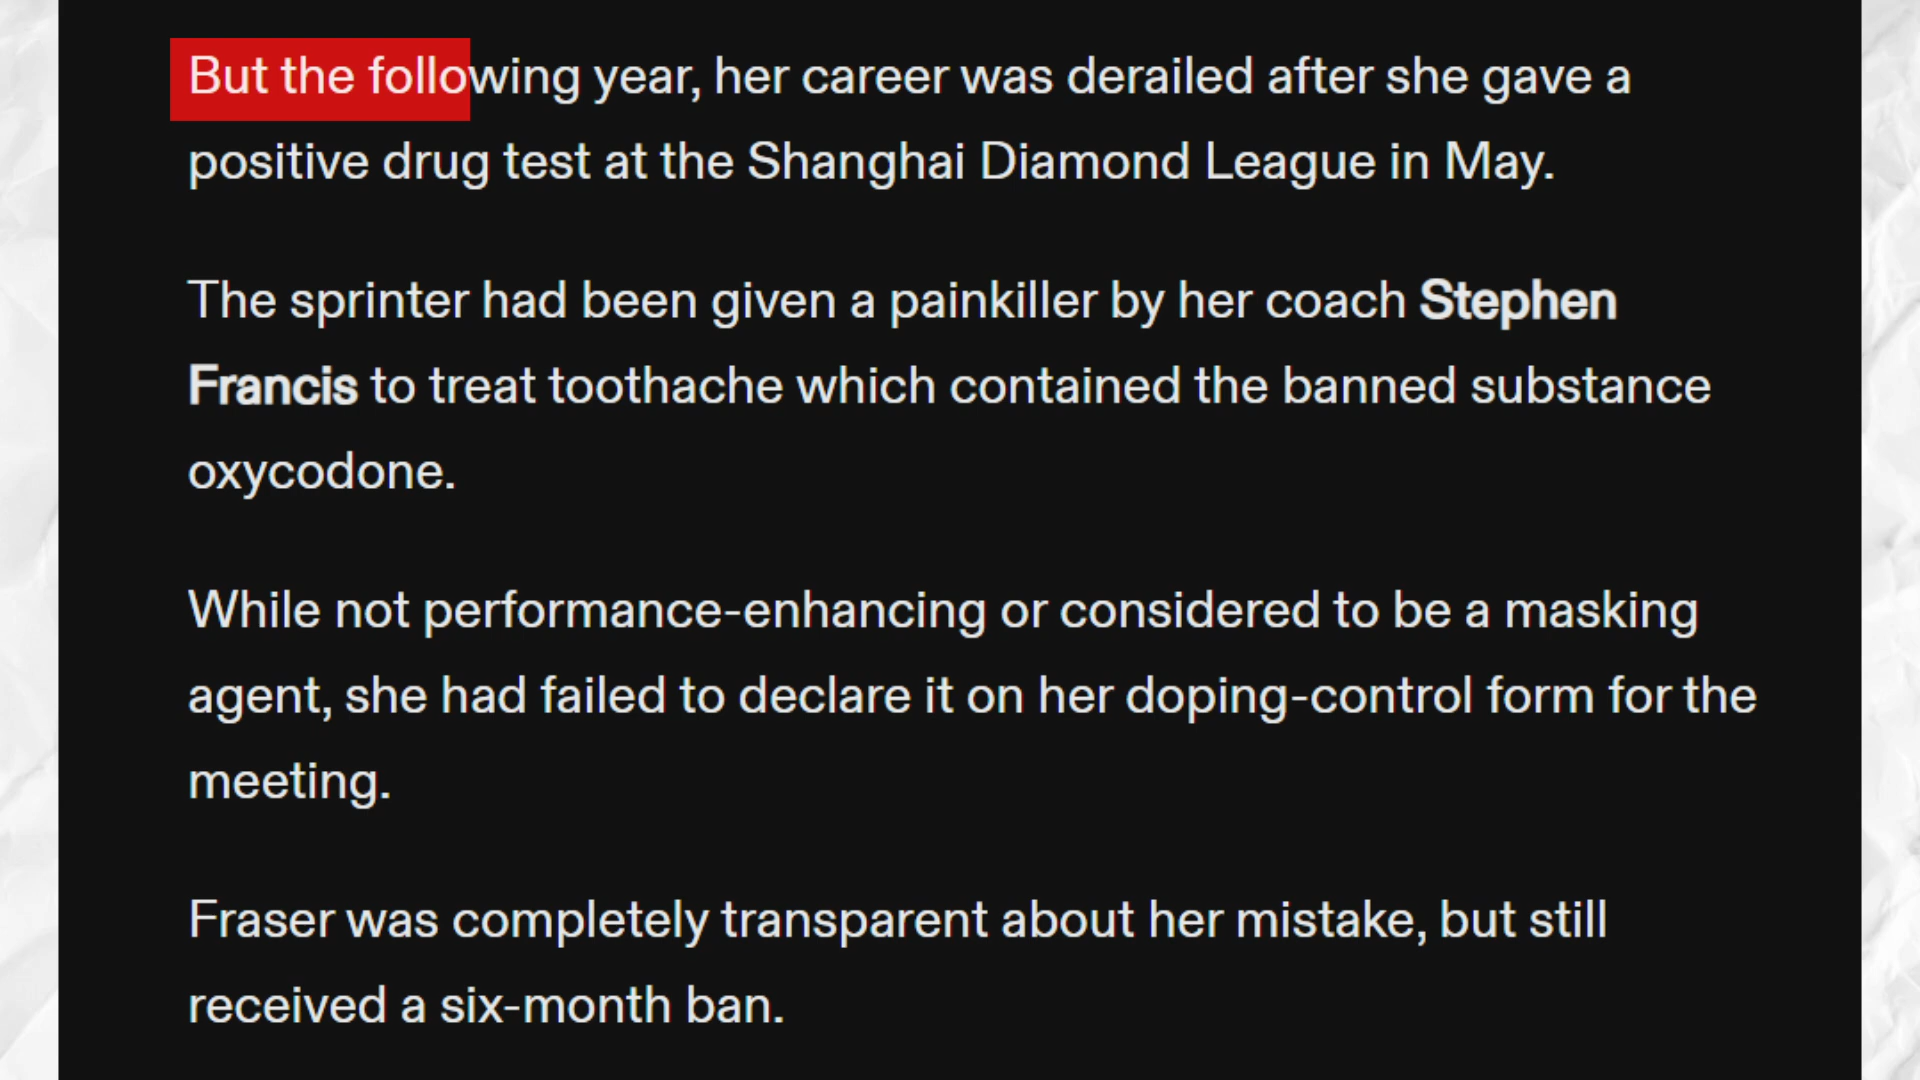 But the following year, her career was derailed after she gave a
positive drug test at the Shanghai Diamond League in May.
The sprinter had been given a painkiller by her coach Stephen
Francis to treat toothache which contained the banned substance
oxycodone.
While not performance-enhancing or considered to be a masking
agent, she had failed to declare it on her doping-control form for the
meeting.
Fraser was completely transparent about her mistake, but still
received a six-month ban.